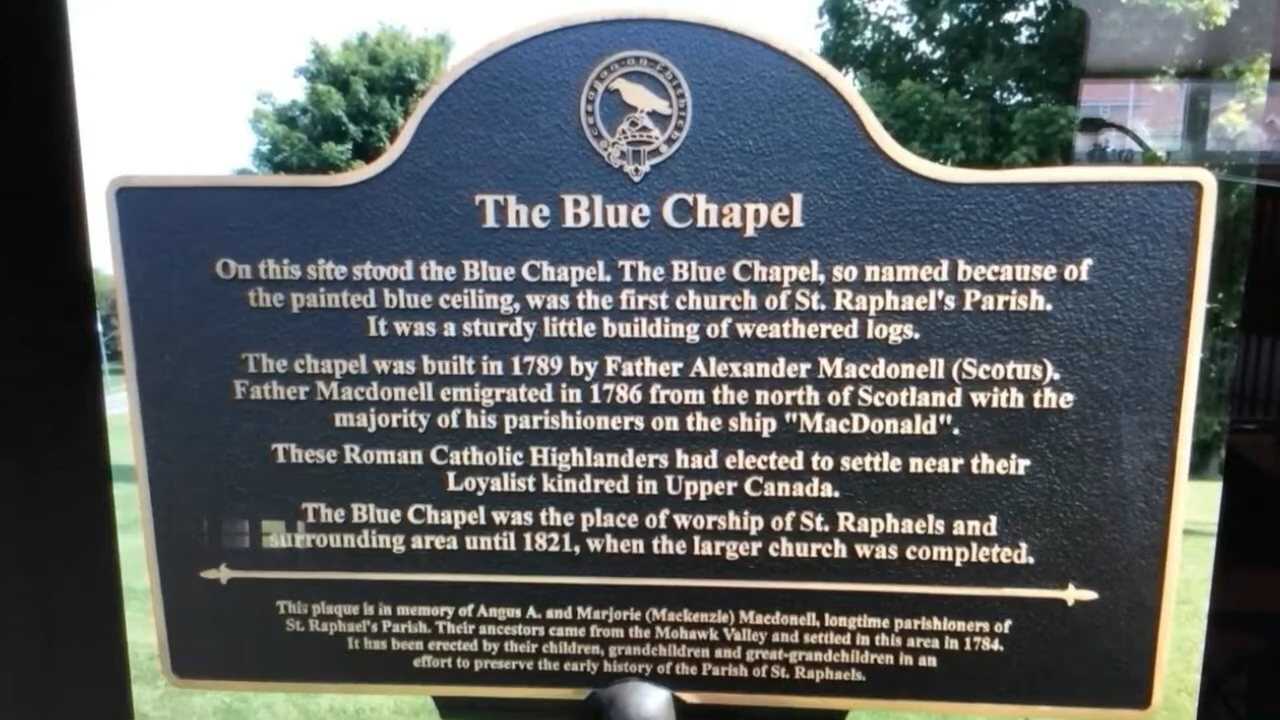 The Blue Chapel
On this site stood the Blue Chapel. The Blue Chapel, so named because of
the painted blue ceiling, was the first church of St. Raphael's Parish.
It was a sturdy little building of weathered logs.
The chapel was built in 1789 by Father Alexander Macdonell (Scotus).
Father Macdonell emigrated in 1786 from the north of Scotland with the
majority of his parishioners on the ship "MacDonald".
These Roman Catholic Highlanders had elected to settle near their
Loyalist kindred in Upper Canada.
The Blue Chapel was the place of worship of St. Raphaels and
surrounding area until 1821, when the larger church was completed.
This plaque is in memory of Angus A. and Marjorie (Mackenzie) Macdonell, longtime parishioners of
St. Raphael's Parish. Their ancestors came from the Mohawk Valley and settled in this area in 1784.
It has been erected by their children, grandchildren and great-grandchildren in an
effort to preserve the early history of the Parish of St. Raphaels.